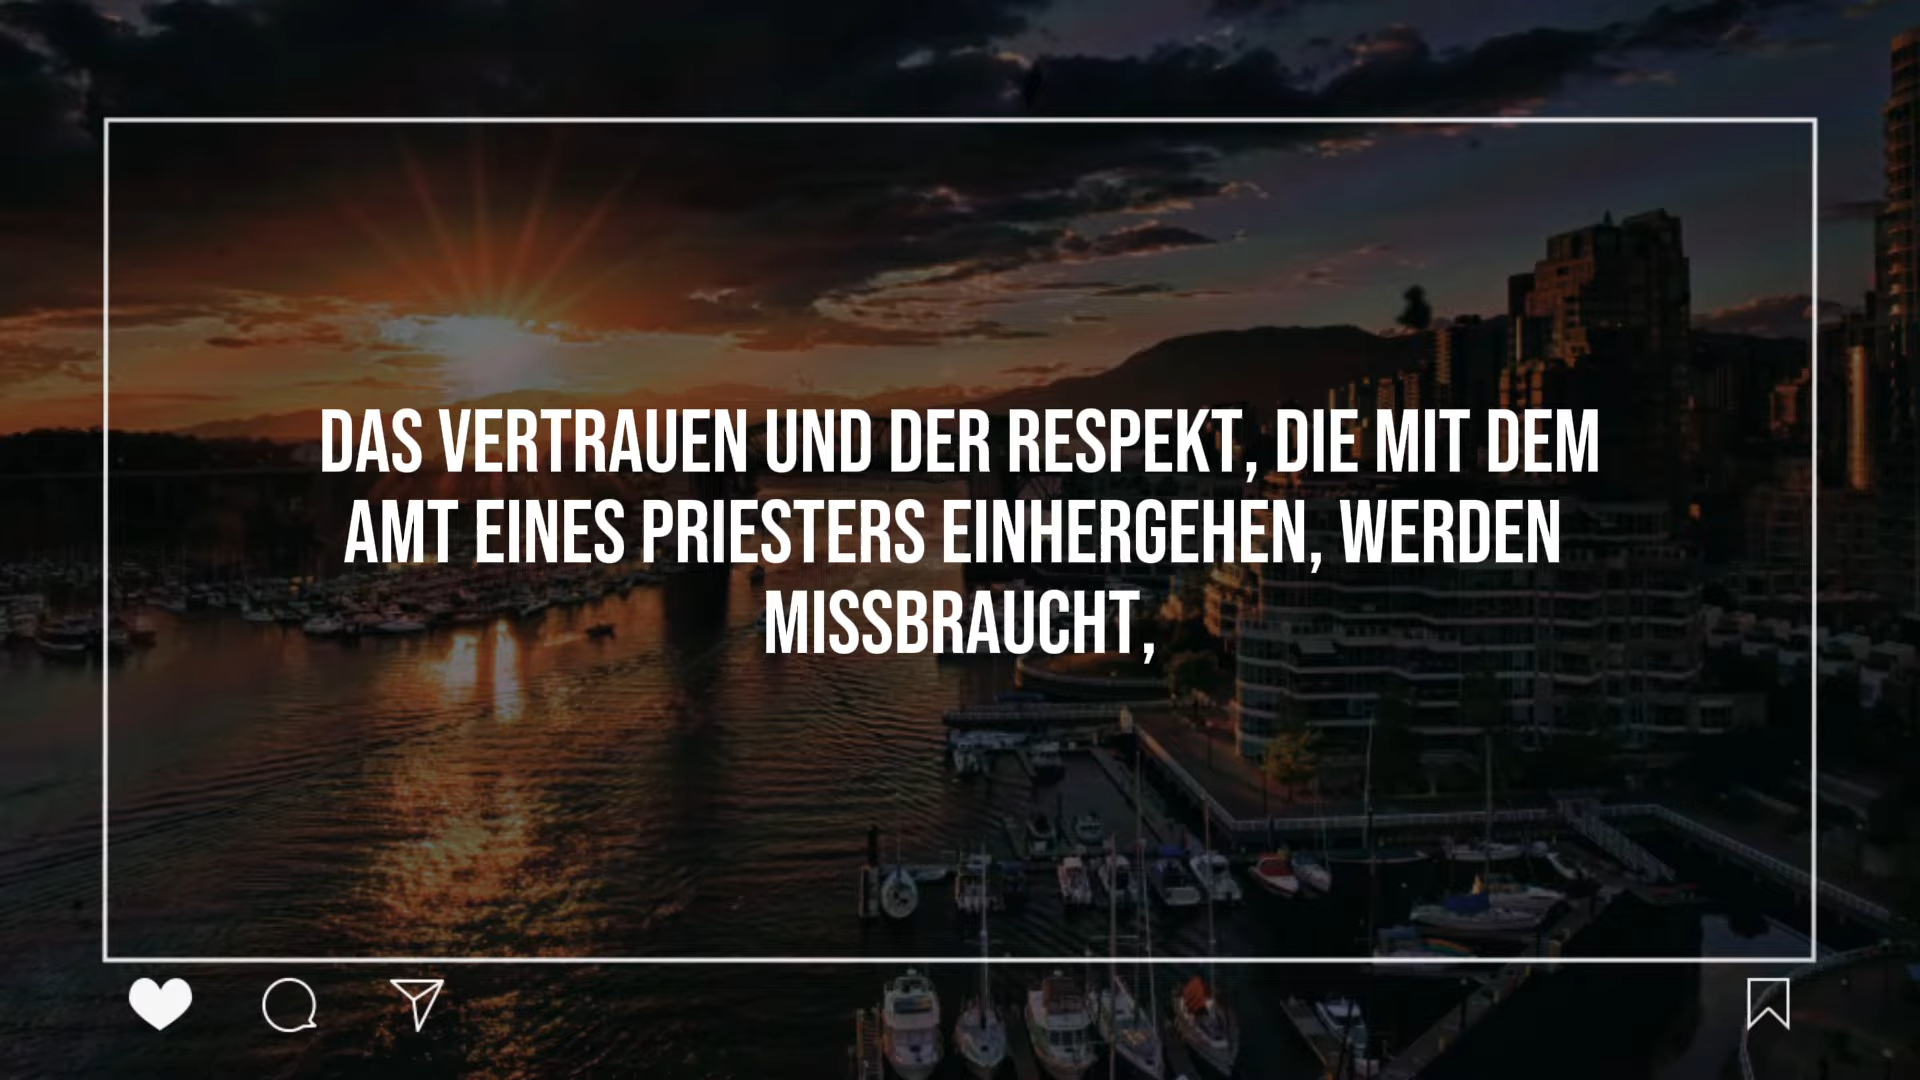 DAS VERTRAUEN UND DER RESPEKT, DIE MIT DEM
AMT EINES PRIESTERS EINHERGEHEN, WERDEN
MISSBRAUCHT,